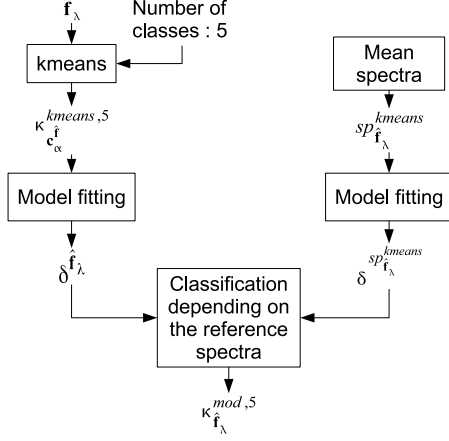 f_λ
Number of
classes : 5
kmeans
Mean
spectra
κ_{c_α^{f̂}}^{kmeans,5}
sp_{f̂_λ}^{kmeans}
Model fitting
Model fitting
δ^{f̂_λ}
δ^{sp_{f̂_λ}^{kmeans}}
Classification
depending on
the reference
spectra
κ_{f̂_λ}^{mod,5}